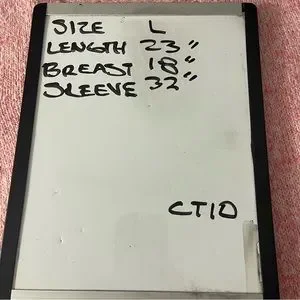 SIZE L
LENGTH 23"
BREAST 18"
SLEEVE 32"
CT10